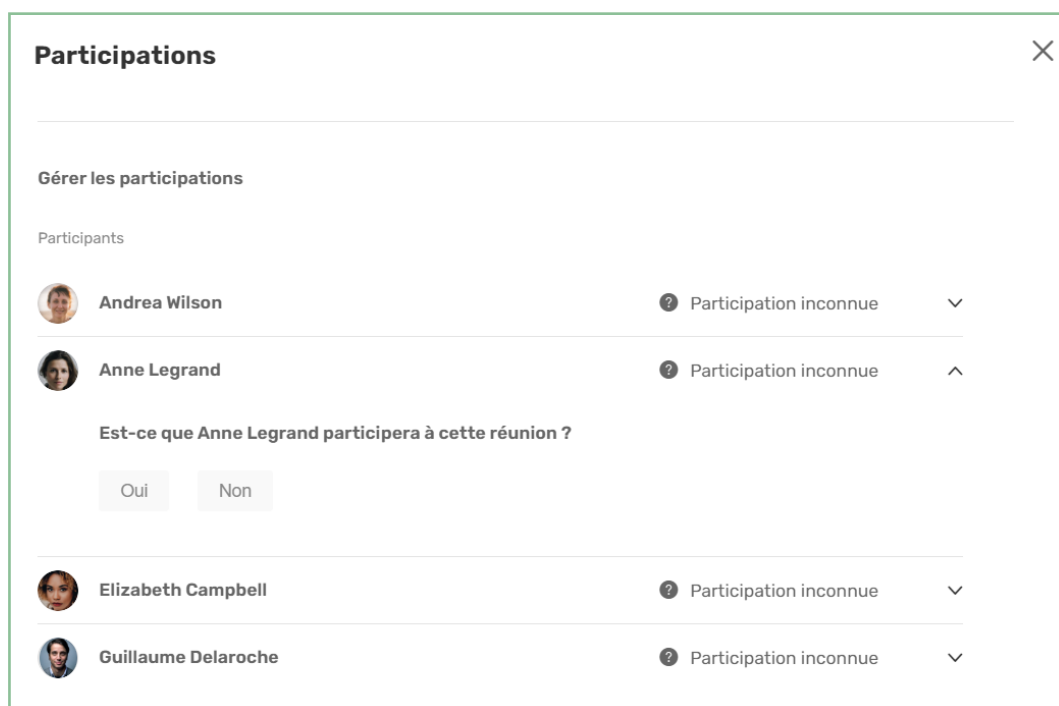 Participations
Gérer les participations
Participants
Andrea Wilson ? Participation inconnue
Anne Legrand ? Participation inconnue
Est-ce que Anne Legrand participera à cette réunion ?
Oui Non
Elizabeth Campbell ? Participation inconnue
Guillaume Delaroche ? Participation inconnue